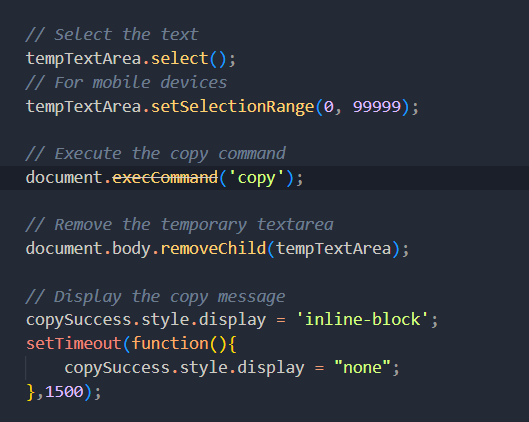 // Select the text
tempTextArea.select();
// For mobile devices
tempTextArea.setSelectionRange(0, 99999);
// Execute the copy command
document.execCommand('copy');
// Remove the temporary textarea
document.body.removeChild(tempTextArea);
// Display the copy message
copySuccess.style.display = 'inline-block';
setTimeout(function(){
    copySuccess.style.display = "none";
},1500);